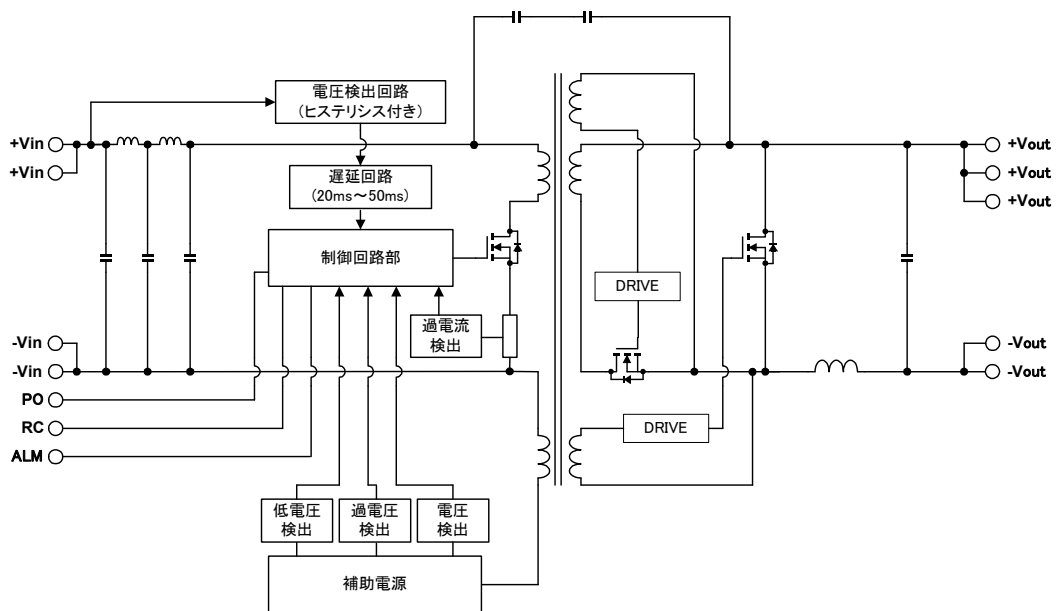 電圧検出回路
(ヒステリシス付き)
+Vin
+Vin
遅延回路
(20ms～50ms)
制御回路部
過電流
検出
-Vin
-Vin
PO
RC
ALM
低電圧
検出
過電圧
検出
電圧
検出
補助電源
DRIVE
DRIVE
+Vout
+Vout
+Vout
-Vout
-Vout